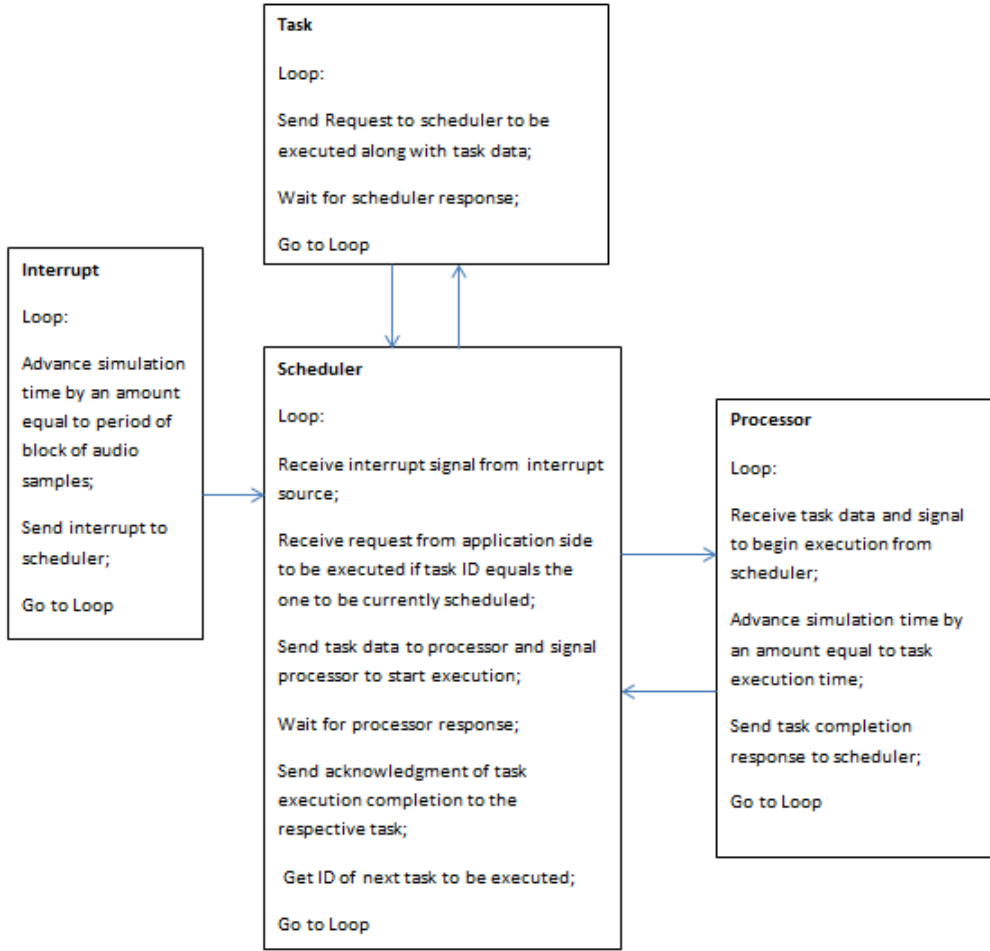 Task
Loop:
Send Request to scheduler to be
executed along with task data;
Wait for scheduler response;
Go to Loop
Interrupt
Loop:
Advance simulation
time by an amount
equal to period of
block of audio
samples;
Send interrupt to
scheduler;
Go to Loop
Scheduler
Loop:
Receive interrupt signal from interrupt
source;
Receive request from application side
to be executed if task ID equals the
one to be currently scheduled;
Send task data to processor and signal
processor to start execution;
Wait for processor response;
Send acknowledgment of task
execution completion to the
respective task;
Get ID of next task to be executed;
Go to Loop
Processor
Loop:
Receive task data and signal
to begin execution from
scheduler;
Advance simulation time by
an amount equal to task
execution time;
Send task completion
response to scheduler;
Go to Loop